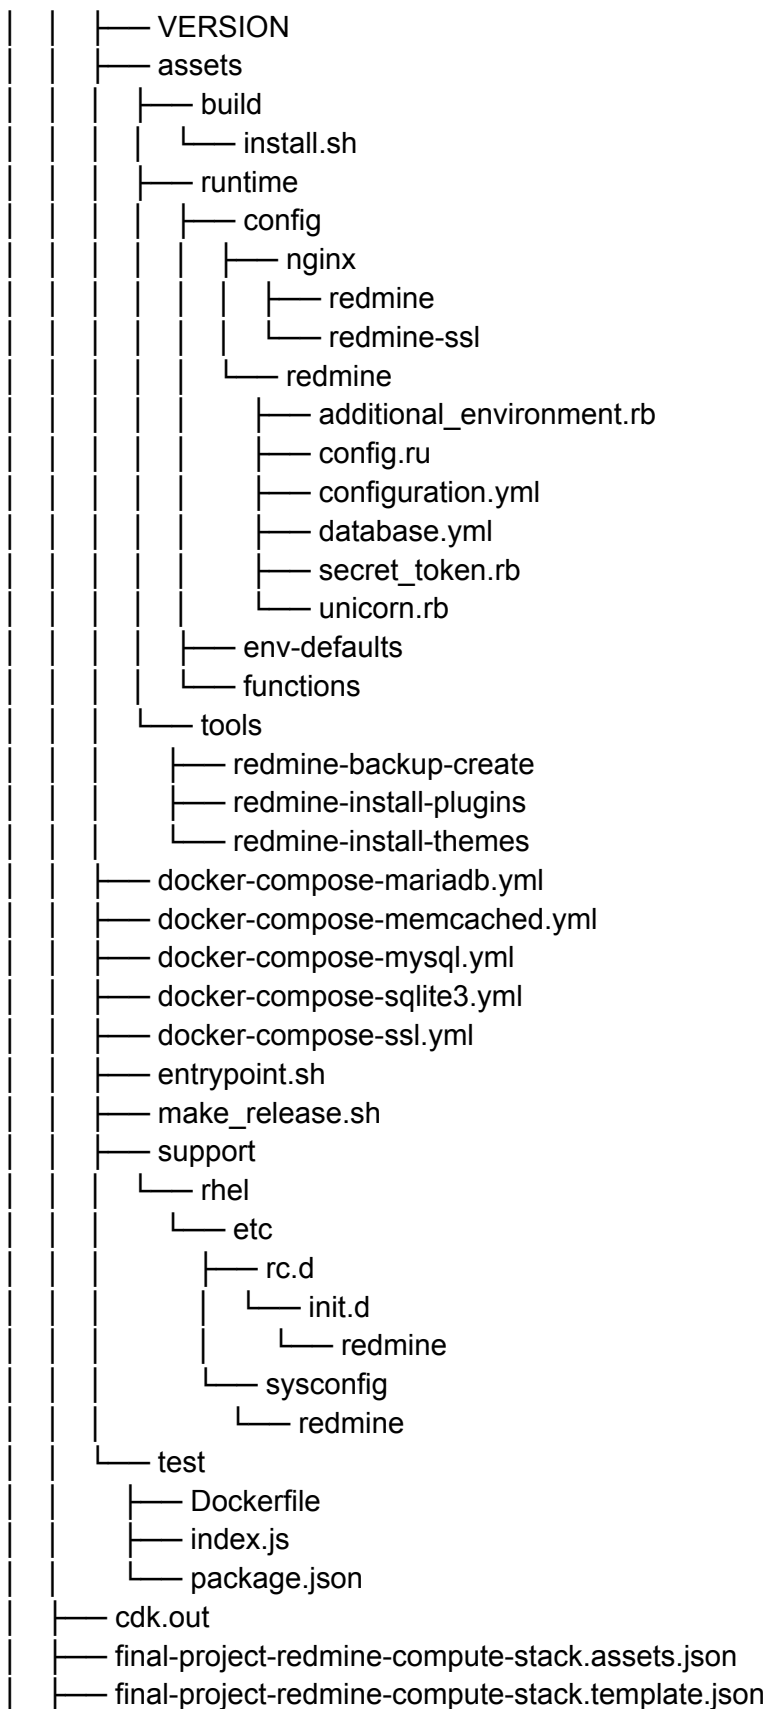 │ │ ├── VERSION
│ │ ├── assets
│ │ │ ├── build
│ │ │ │ └── install.sh
│ │ │ ├── runtime
│ │ │ │ ├── config
│ │ │ │ │ ├── nginx
│ │ │ │ │ │ ├── redmine
│ │ │ │ │ │ └── redmine-ssl
│ │ │ │ │ └── redmine
│ │ │ │ │ ├── additional_environment.rb
│ │ │ │ │ ├── config.ru
│ │ │ │ │ ├── configuration.yml
│ │ │ │ │ ├── database.yml
│ │ │ │ │ ├── secret_token.rb
│ │ │ │ │ └── unicorn.rb
│ │ │ │ ├── env-defaults
│ │ │ │ └── functions
│ │ │ └── tools
│ │ │ ├── redmine-backup-create
│ │ │ ├── redmine-install-plugins
│ │ │ └── redmine-install-themes
│ │ ├── docker-compose-mariadb.yml
│ │ ├── docker-compose-memcached.yml
│ │ ├── docker-compose-mysql.yml
│ │ ├── docker-compose-sqlite3.yml
│ │ ├── docker-compose-ssl.yml
│ │ ├── entrypoint.sh
│ │ ├── make_release.sh
│ │ ├── support
│ │ │ └── rhel
│ │ │ └── etc
│ │ │ ├── rc.d
│ │ │ │ └── init.d
│ │ │ │ └── redmine
│ │ │ └── sysconfig
│ │ │ └── redmine
│ │ └── test
│ │ ├── Dockerfile
│ │ ├── index.js
│ │ └── package.json
│ ├── cdk.out
│ ├── final-project-redmine-compute-stack.assets.json
│ ├── final-project-redmine-compute-stack.template.json